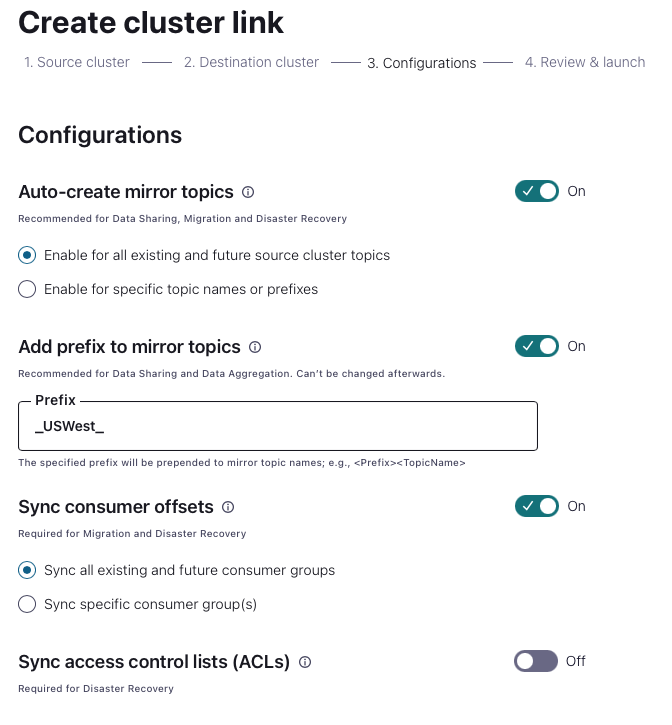 Create cluster link
1. Source cluster 2. Destination cluster 3. Configurations 4. Review & launch
Configurations
Auto-create mirror topics On
Recommended for Data Sharing, Migration and Disaster Recovery
Enable for all existing and future source cluster topics
Enable for specific topic names or prefixes
Add prefix to mirror topics On
Recommended for Data Sharing and Data Aggregation. Can't be changed afterwards.
Prefix
_USWest_
The specified prefix will be prepended to mirror topic names; e.g., <Prefix><TopicName>
Sync consumer offsets On
Required for Migration and Disaster Recovery
Sync all existing and future consumer groups
Sync specific consumer group(s)
Sync access control lists (ACLs) Off
Required for Disaster Recovery